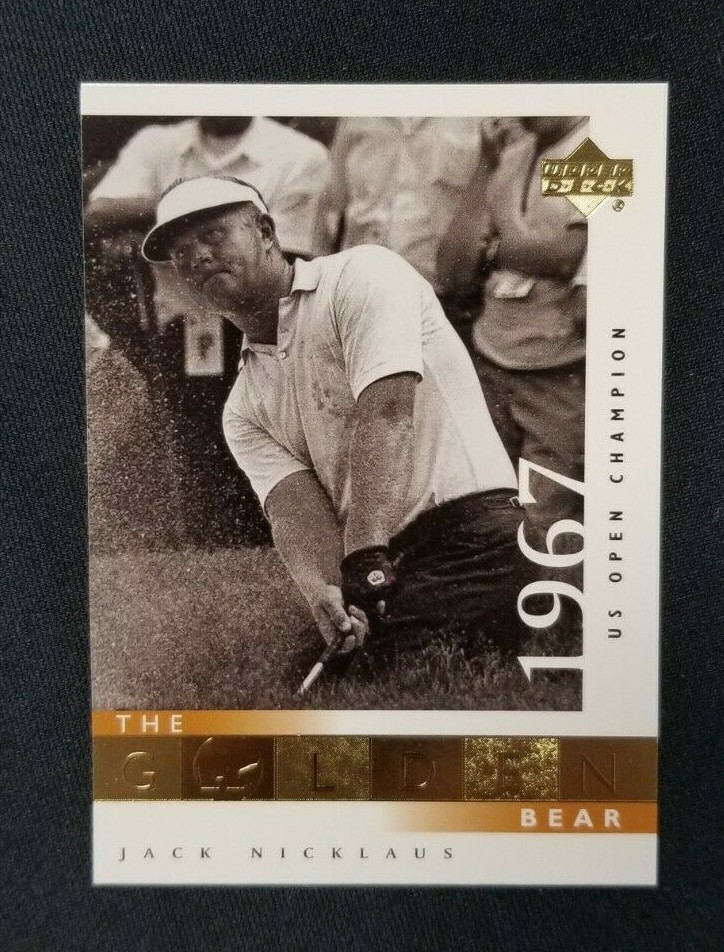 UPPER
DECK
®
1967
US OPEN CHAMPION
THE
GOLDEN
BEAR
JACK NICKLAUS